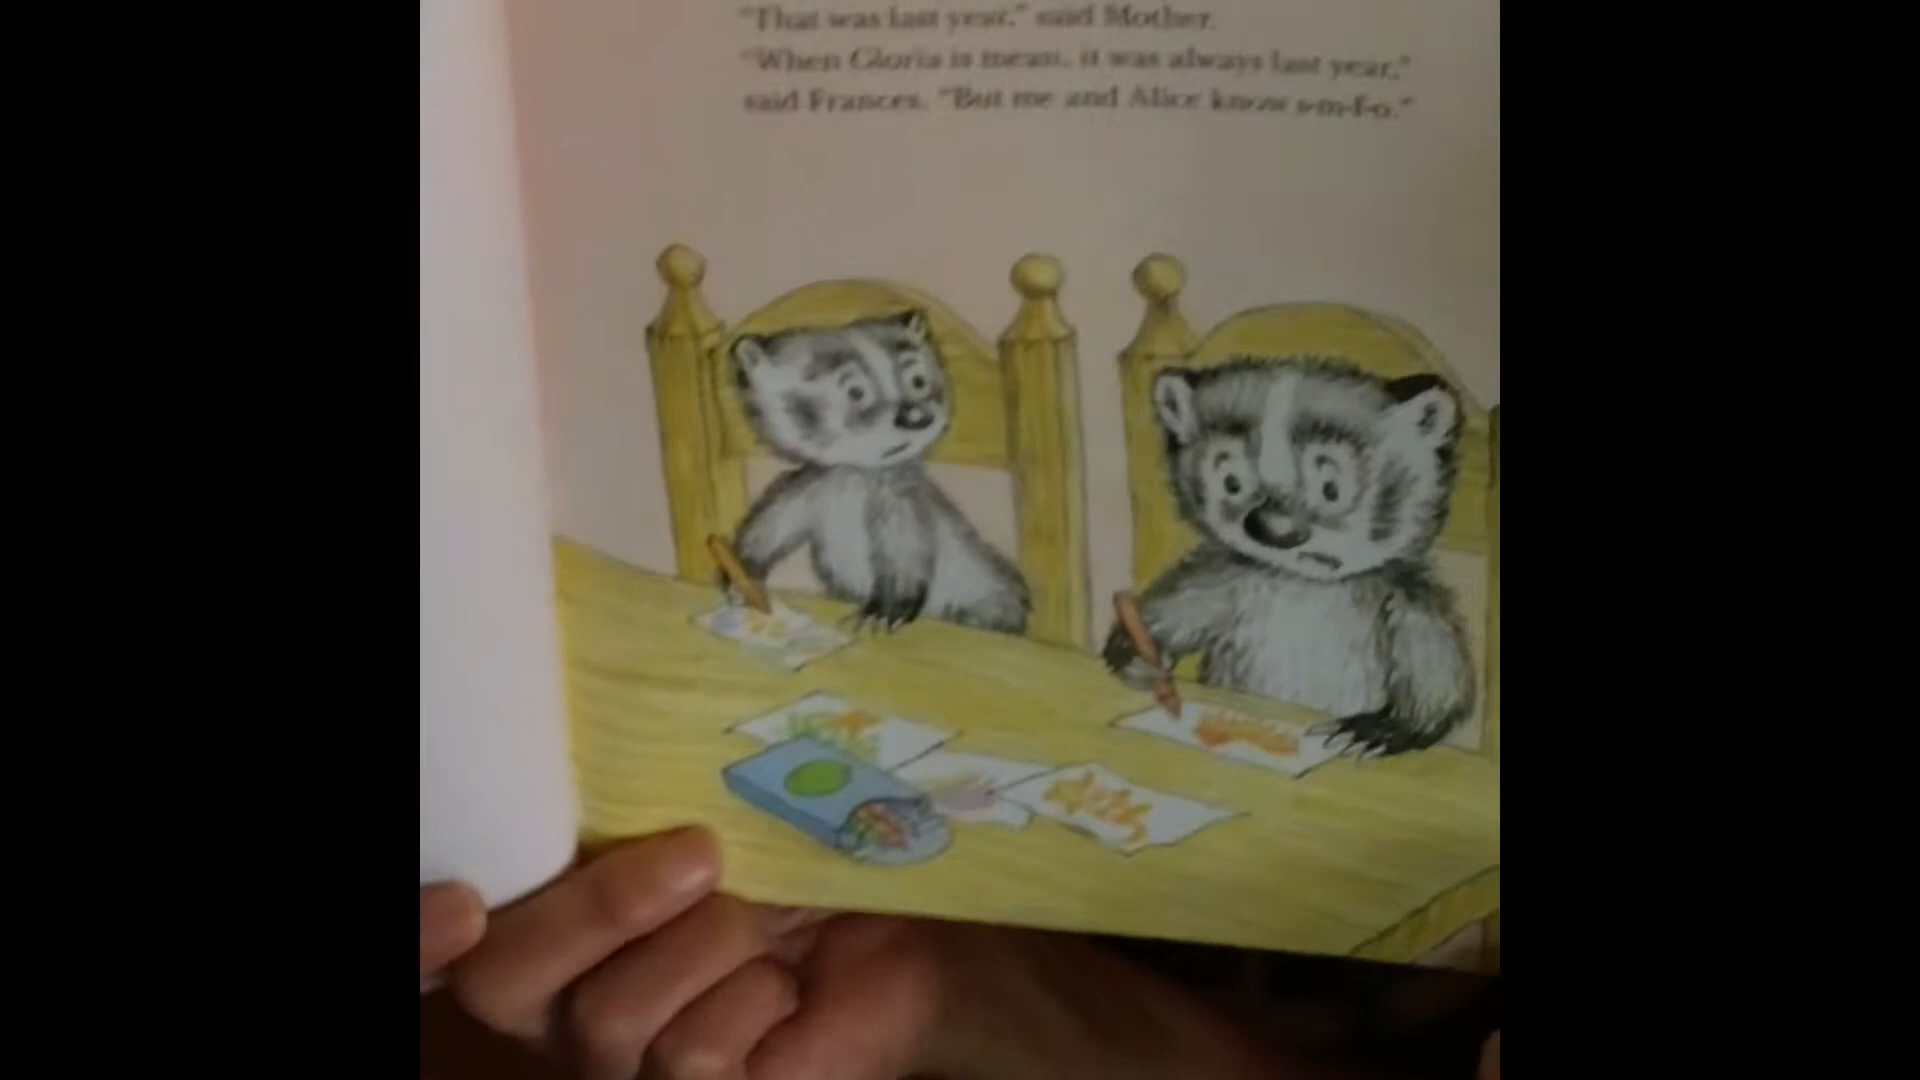 "That was last year," said Mother.
"When Gloria is mean, it was always last year,"
said Frances. "But me and Alice know s-m-f-o."